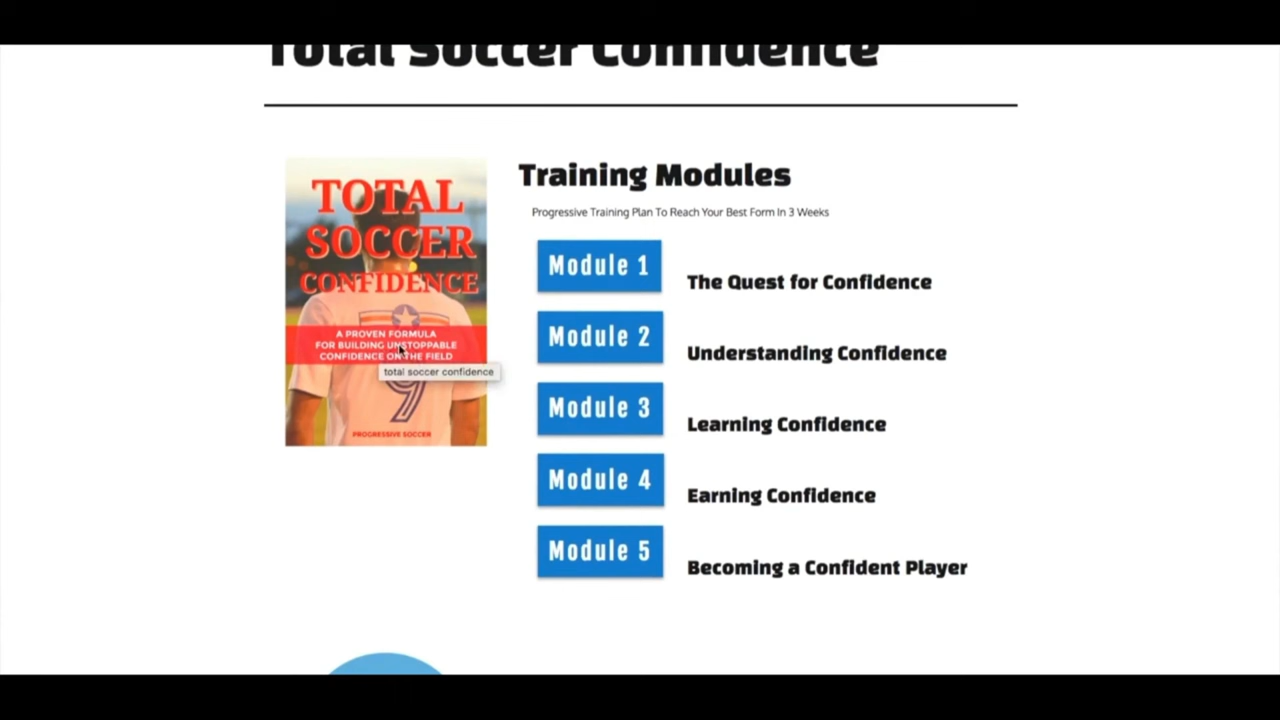 Total Soccer Confidence
TOTAL
SOCCER
CONFIDENCE
A PROVEN FORMULA
FOR BUILDING UNSTOPPABLE
CONFIDENCE ON THE FIELD
total soccer confidence
9
PROGRESSIVE SOCCER
Training Modules
Progressive Training Plan To Reach Your Best Form In 3 Weeks
Module 1
The Quest for Confidence
Module 2
Understanding Confidence
Module 3
Learning Confidence
Module 4
Earning Confidence
Module 5
Becoming a Confident Player